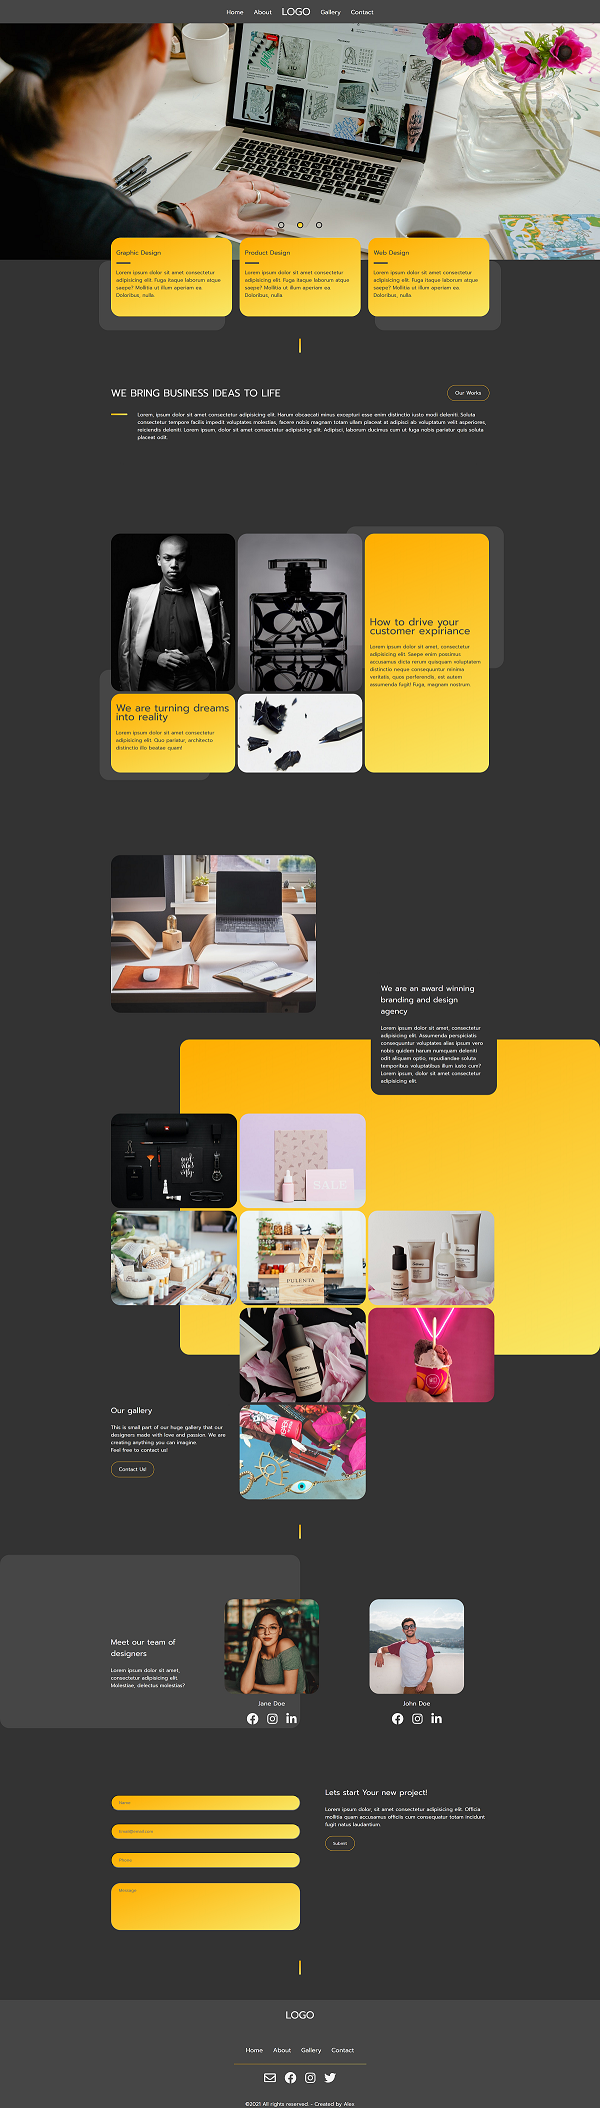 Home About LOGO Gallery Contact
Graphic Design
Lorem ipsum dolor sit amet consectetur
adipisicing elit. Fuga itaque laborum atque
saepe? Mollitia ut illum aperiam ea.
Doloribus, nulla.
Product Design
Lorem ipsum dolor sit amet consectetur
adipisicing elit. Fuga itaque laborum atque
saepe? Mollitia ut illum aperiam ea.
Doloribus, nulla.
Web Design
Lorem ipsum dolor sit amet consectetur
adipisicing elit. Fuga itaque laborum atque
saepe? Mollitia ut illum aperiam ea.
Doloribus, nulla.
WE BRING BUSINESS IDEAS TO LIFE
Our Works
Lorem, ipsum dolor sit amet consectetur adipisicing elit. Harum obcaecati minus excepturi esse enim distinctio iusto modi deleniti. Soluta
consectetur tempore facilis impedit voluptates molestias, facere nobis magnam totam ullam placeat at adipisci ab voluptatum velit asperiores,
reiciendis deleniti. Lorem ipsum, dolor sit amet consectetur adipisicing elit. Adipisci, laborum ducimus cum ut fuga nobis pariatur quis soluta
placeat odit.
How to drive your
customer expiriance
Lorem ipsum dolor sit amet, consectetur
adipisicing elit. Saepe enim possimus
accusamus dicta rerum quisquam voluptatem
distinctio neque consequuntur minima
veritatis, quos perferendis, est autem
assumenda fugit! Fuga, magnam nostrum.
We are turning dreams
into reality
Lorem ipsum dolor sit amet consectetur
adipisicing elit. Quo pariatur, architecto
distinctio illo beatae quam!
We are an award winning
branding and design
agency
Lorem ipsum dolor sit amet, consectetur
adipisicing elit. Assumenda perspiciatis
consequuntur voluptates alias ipsum vero
nobis quidem harum numquam deleniti
odit aliquam optio, repudiandae soluta
temporibus voluptatibus illum iusto cum?
Lorem ipsum, dolor sit amet consectetur
adipisicing elit.
SALE
PULENTA
Our gallery
This is small part of our huge gallery that our
designers made with love and passion. We are
creating anything you can imagine.
Feel free to contact us!
Contact Us!
Meet our team of
designers
Lorem ipsum dolor sit amet,
consectetur adipisicing elit.
Molestiae, delectus molestias?
Jane Doe
John Doe
Name
Email@email.com
Phone
Message
Lets start Your new project!
Lorem ipsum dolor, sit amet consectetur adipisicing elit. Officia
mollitia quam accusamus officiis cum consequatur totam incidunt
fugit natus laudantium.
Submit
LOGO
Home About Gallery Contact
©2021 All rights reserved. - Created by Alex